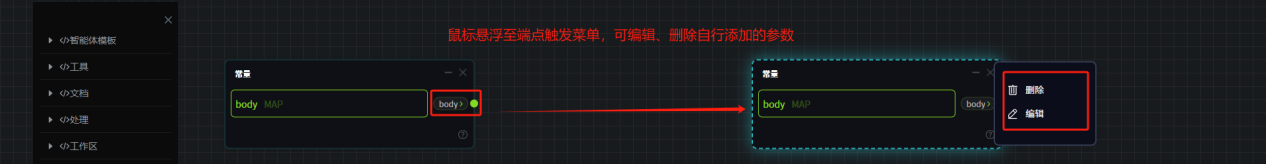 鼠标悬浮至端点触发菜单，可编辑、删除自行添加的参数
</>智能体模板
</>工具
</>文档
</>处理
</>工作区
常量
body MAP
body>
常量
body MAP
body>
删除
编辑